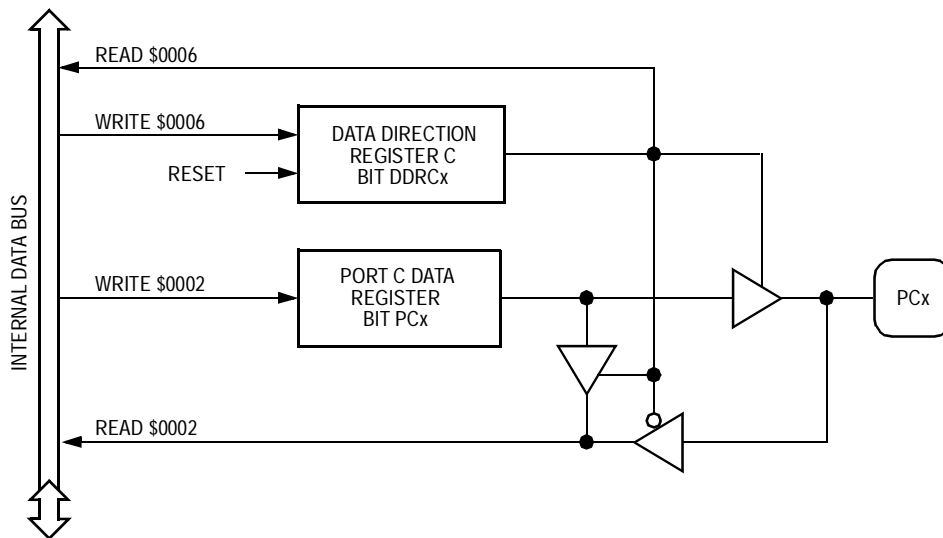 READ $0006
WRITE $0006
DATA DIRECTION
REGISTER C
BIT DDRCx
RESET
INTERNAL DATA BUS
WRITE $0002
PORT C DATA
REGISTER
BIT PCx
PCx
READ $0002